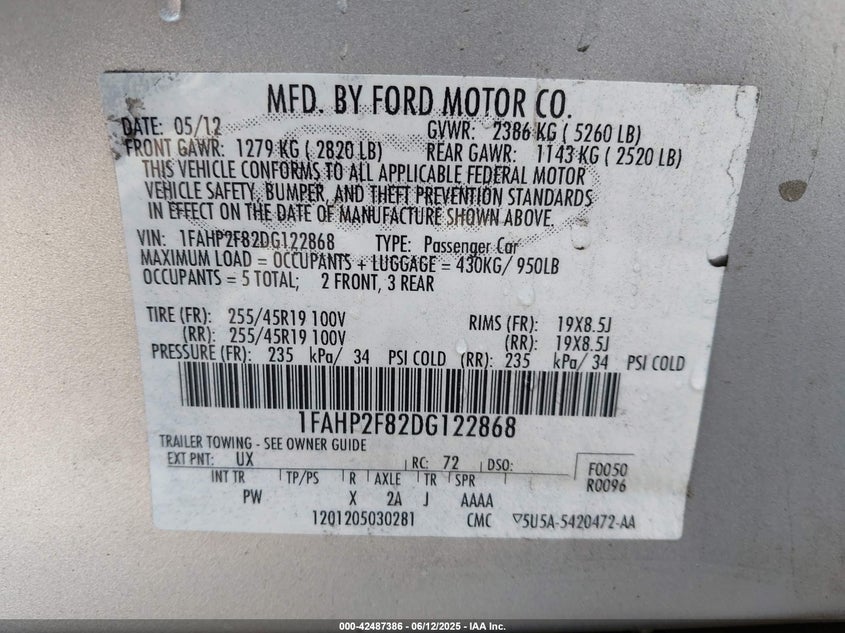 MFD. BY FORD MOTOR CO.
DATE: 05/12 GVWR: 2386 KG ( 5260 LB)
FRONT GAWR: 1279 KG ( 2820 LB) REAR GAWR: 1143 KG ( 2520 LB)
THIS VEHICLE CONFORMS TO ALL APPLICABLE FEDERAL MOTOR
VEHICLE SAFETY, BUMPER, AND THEFT PREVENTION STANDARDS
IN EFFECT ON THE DATE OF MANUFACTURE SHOWN ABOVE.
VIN: 1FAHP2F82DG122868 TYPE: Passenger Car
MAXIMUM LOAD = OCCUPANTS + LUGGAGE = 430KG/ 950LB
OCCUPANTS = 5 TOTAL; 2 FRONT, 3 REAR
TIRE (FR): 255/45R19 100V RIMS (FR): 19X8.5J
(RR): 255/45R19 100V (RR): 19X8.5J
PRESSURE (FR): 235 kPa/ 34 PSI COLD (RR): 235 kPa/ 34 PSI COLD
1FAHP2F82DG122868
TRAILER TOWING - SEE OWNER GUIDE
EXT PNT: UX RC: 72 DSO: F0050
R0096
INT TR TP/PS R AXLE TR SPR
PW X 2A J AAAA
1201205030281 CMC ▽5U5A-5420472-AA
000-42487386 - 06/12/2025 - IAA Inc.